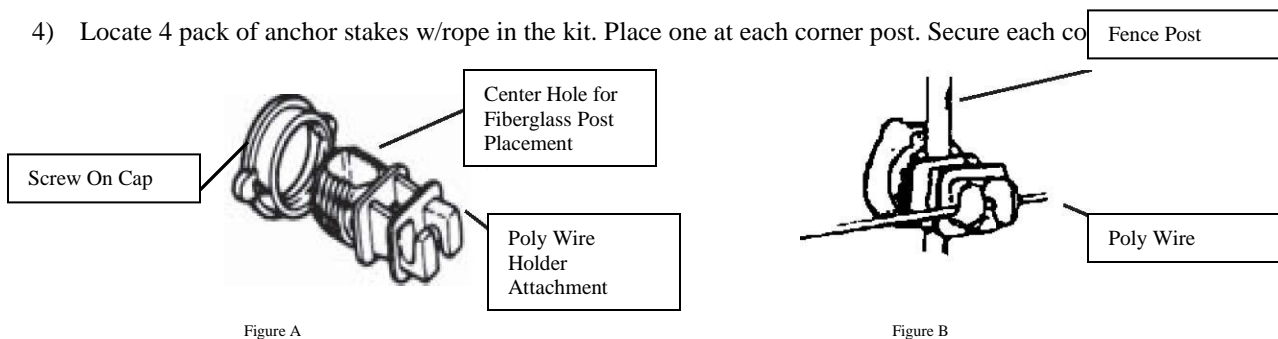 4) Locate 4 pack of anchor stakes w/rope in the kit. Place one at each corner post. Secure each co
Fence Post
Center Hole for
Fiberglass Post
Placement
Screw On Cap
Poly Wire
Holder
Attachment
Poly Wire
Figure A
Figure B